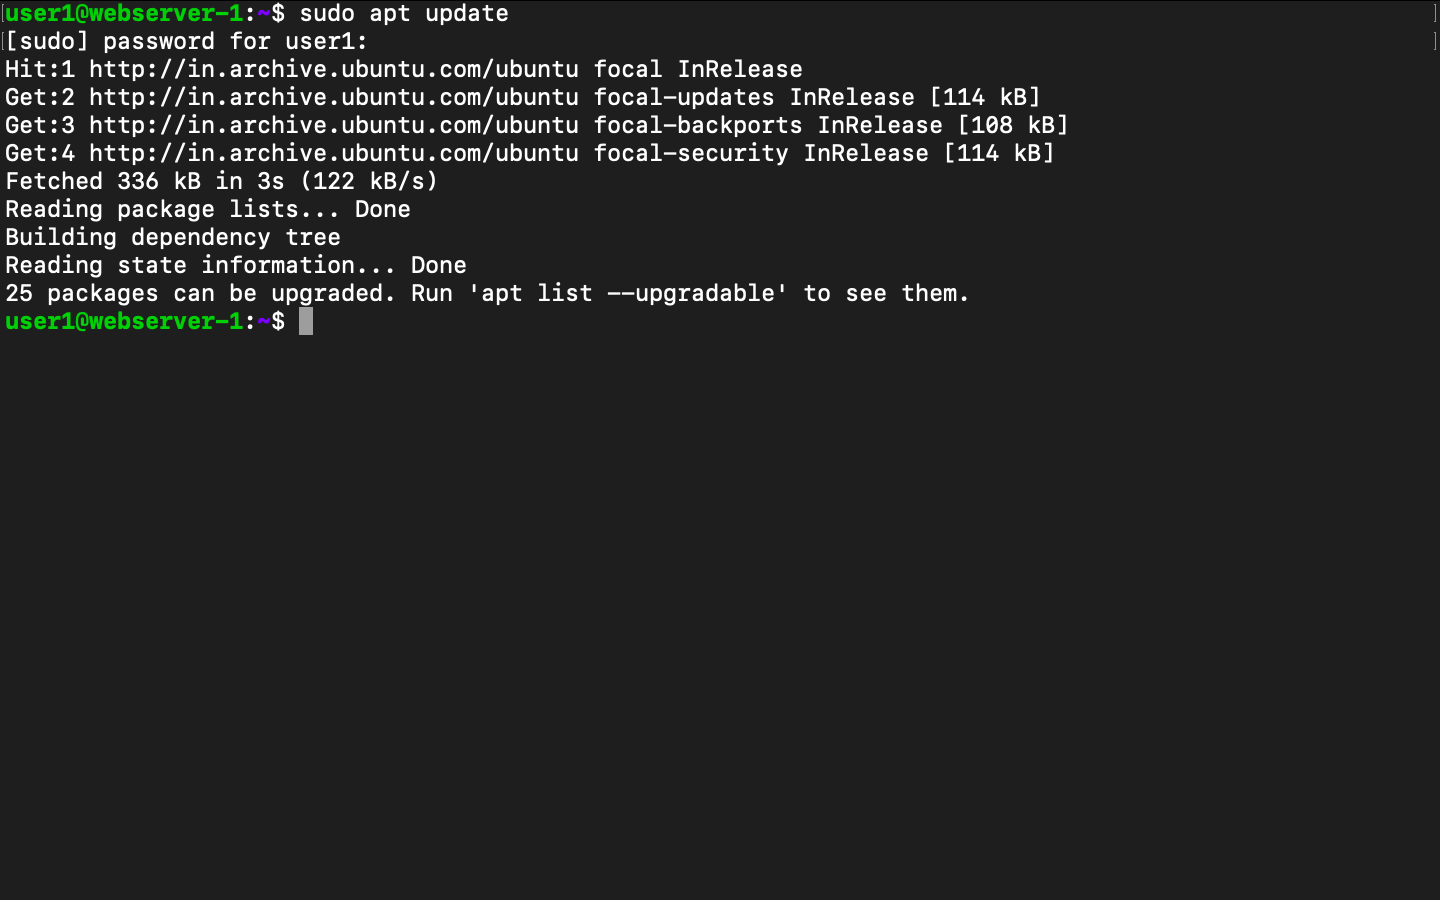 user1@webserver-1:~$ sudo apt update
[sudo] password for user1:
Hit:1 http://in.archive.ubuntu.com/ubuntu focal InRelease
Get:2 http://in.archive.ubuntu.com/ubuntu focal-updates InRelease [114 kB]
Get:3 http://in.archive.ubuntu.com/ubuntu focal-backports InRelease [108 kB]
Get:4 http://in.archive.ubuntu.com/ubuntu focal-security InRelease [114 kB]
Fetched 336 kB in 3s (122 kB/s)
Reading package lists... Done
Building dependency tree
Reading state information... Done
25 packages can be upgraded. Run 'apt list --upgradable' to see them.
user1@webserver-1:~$